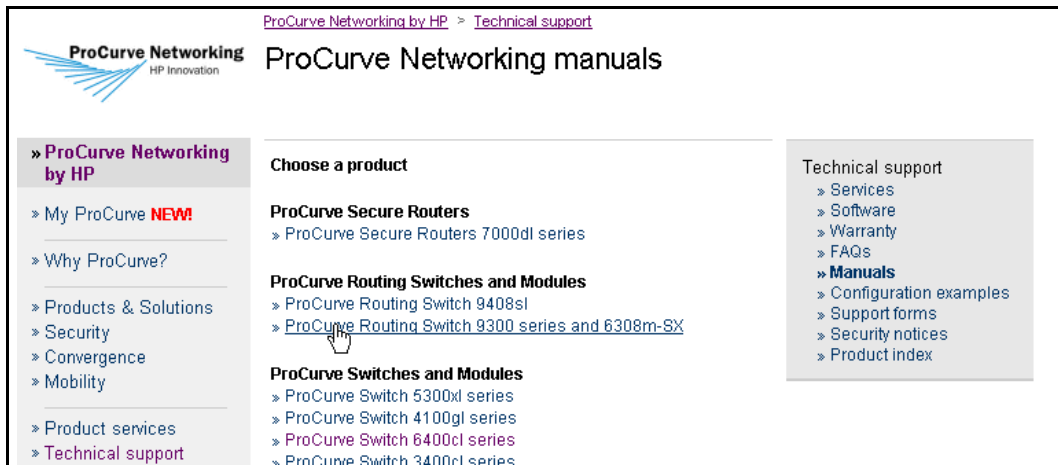 ProCurve Networking by HP > Technical support
ProCurve Networking
HP Innovation
ProCurve Networking manuals
» ProCurve Networking
by HP
» My ProCurve NEW!
» Why ProCurve?
» Products & Solutions
» Security
» Convergence
» Mobility
» Product services
» Technical support
Choose a product
ProCurve Secure Routers
» ProCurve Secure Routers 7000dl series
ProCurve Routing Switches and Modules
» ProCurve Routing Switch 9408sl
» ProCurve Routing Switch 9300 series and 6308m-SX
ProCurve Switches and Modules
» ProCurve Switch 5300xl series
» ProCurve Switch 4100gl series
» ProCurve Switch 6400cl series
» ProCurve Switch 3400cl series
Technical support
» Services
» Software
» Warranty
» FAQs
» Manuals
» Configuration examples
» Support forms
» Security notices
» Product index